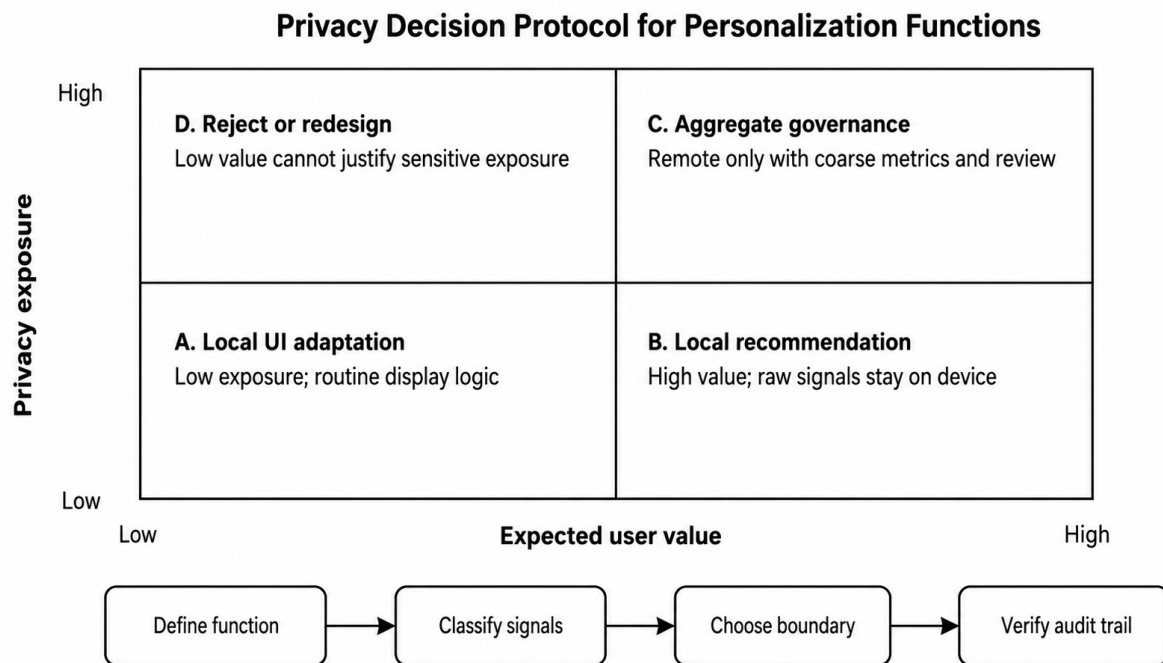 Privacy Decision Protocol for Personalization Functions
High
D. Reject or redesign
Low value cannot justify sensitive exposure
C. Aggregate governance
Remote only with coarse metrics and review
Privacy exposure
A. Local UI adaptation
Low exposure; routine display logic
B. Local recommendation
High value; raw signals stay on device
Low
Low
Expected user value
High
Define function
Classify signals
Choose boundary
Verify audit trail